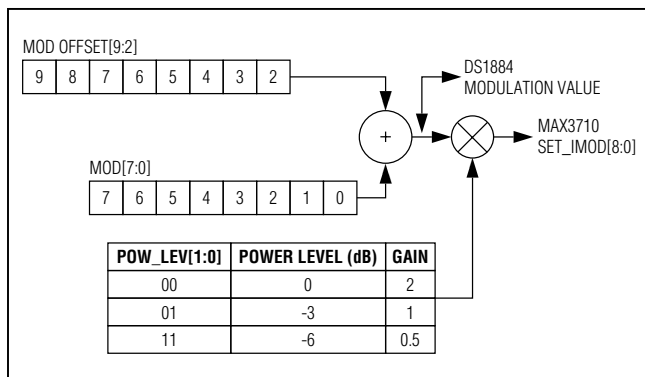 MOD OFFSET[9:2]
9 8 7 6 5 4 3 2
DS1884
MODULATION VALUE
+
MAX3710
SET_IMOD[8:0]
MOD[7:0]
7 6 5 4 3 2 1 0
POW_LEV[1:0] POWER LEVEL (dB) GAIN
00 0 2
01 -3 1
11 -6 0.5